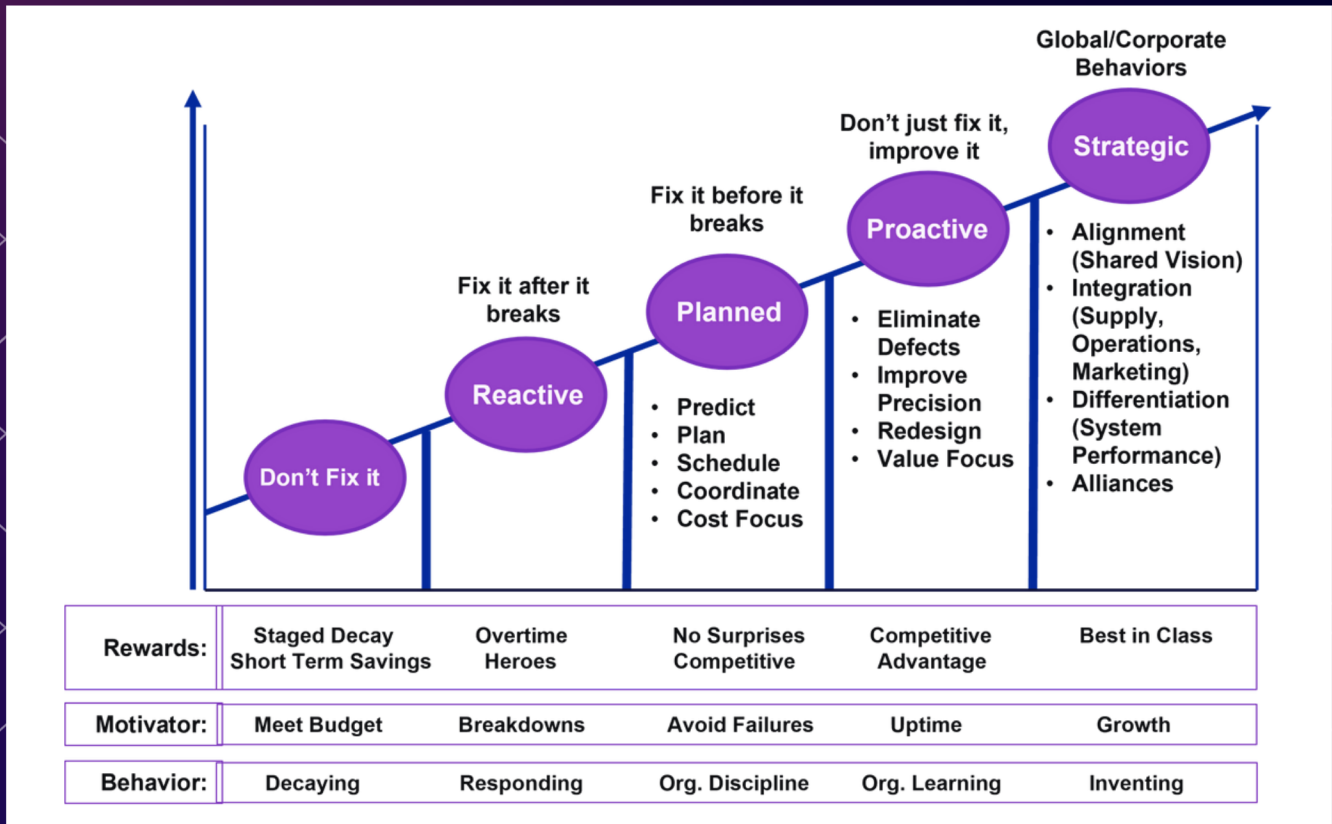 Global/Corporate
Behaviors
Strategic
Don't just fix it,
improve it
Proactive
Fix it before it
breaks
Planned
Fix it after it
breaks
Reactive
Don't Fix it
• Predict
• Plan
• Schedule
• Coordinate
• Cost Focus
• Eliminate
Defects
• Improve
Precision
• Redesign
• Value Focus
• Alignment
(Shared Vision)
• Integration
(Supply,
Operations,
Marketing)
• Differentiation
(System
Performance)
• Alliances
Rewards:
Staged Decay
Short Term Savings
Overtime
Heroes
No Surprises
Competitive
Competitive
Advantage
Best in Class
Motivator: Meet Budget Breakdowns Avoid Failures Uptime Growth
Behavior: Decaying Responding Org. Discipline Org. Learning Inventing